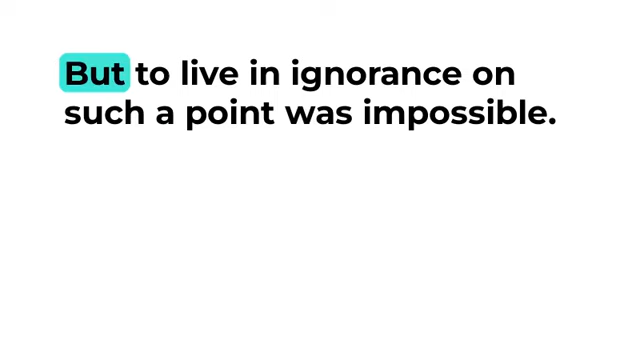 But to live in ignorance on
such a point was impossible.